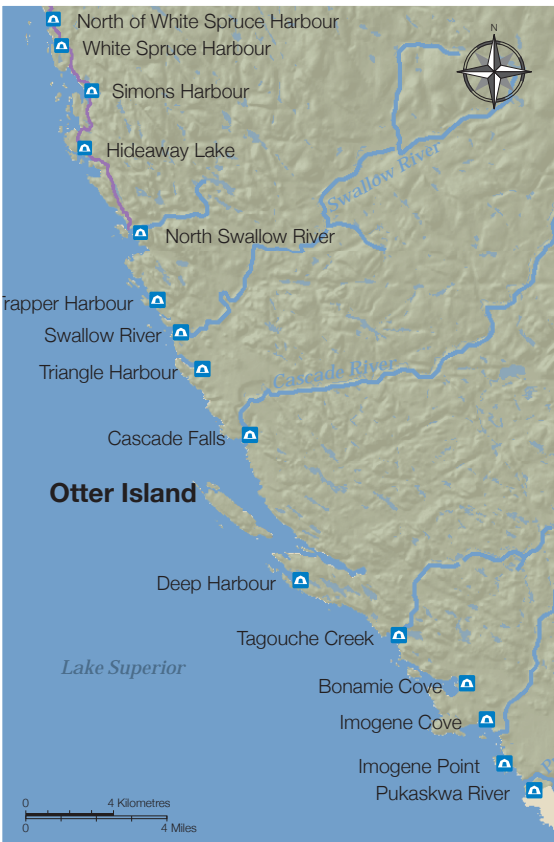 North of White Spruce Harbour
N
White Spruce Harbour
Simons Harbour
Hideaway Lake
Swallow River
North Swallow River
Trapper Harbour
Swallow River
Triangle Harbour
Cascade River
Cascade Falls
Otter Island
Deep Harbour
Tagouche Creek
Lake Superior
Bonamie Cove
Imogene Cove
Imogene Point
Pukaskwa River
0 4 Kilometres
0 4 Miles